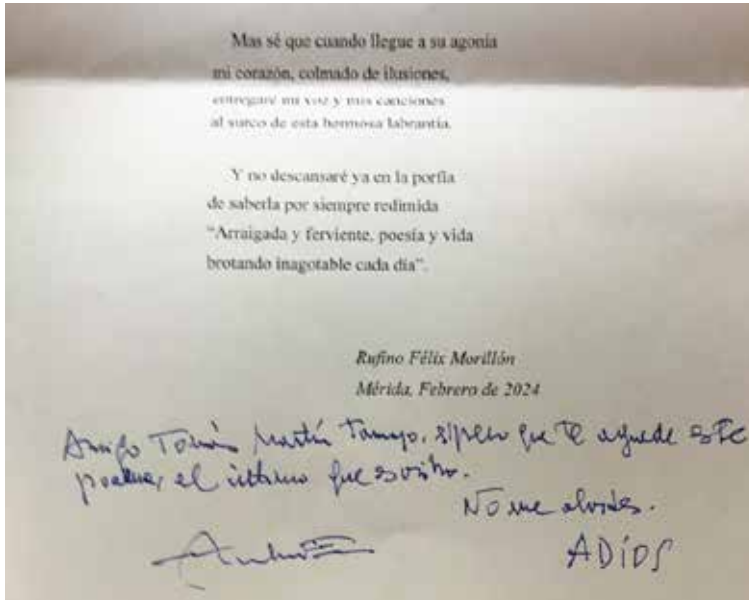 Mas sé que cuando llegue a su agonía
mi corazón, colmado de ilusiones,
entregaré mi voz y mis canciones
al surco de esta hermosa labrantía.
Y no descansaré ya en la porfía
de saberla por siempre redimida
“Arraigada y ferviente, poesía y vida
brotando inagotable cada día”.
Rufino Félix Morillón
Mérida, Febrero de 2024
Amigo Tomás Martín Tamayo, espero que te agrade este
poema, el último que escribo.
No me olvides.
ADIÓS